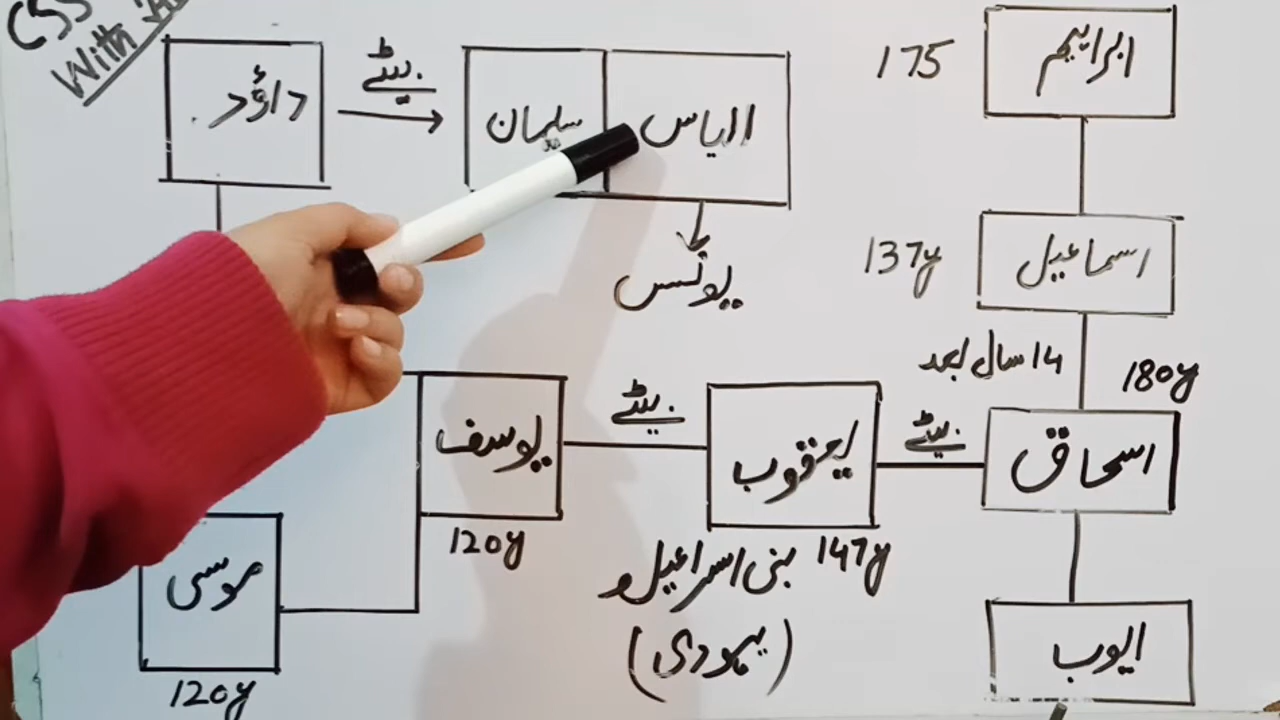 CSS
With
داؤد
بیٹے
سلیمان
الیاس
یونس
175
ابراہیم
137y
اسماعیل
14 سال بعد
180y
اسحاق
بیٹے
یعقوب
147y
بنی اسرائیل
(یہودی)
بیٹے
یوسف
120y
موسی
120y
ایوب